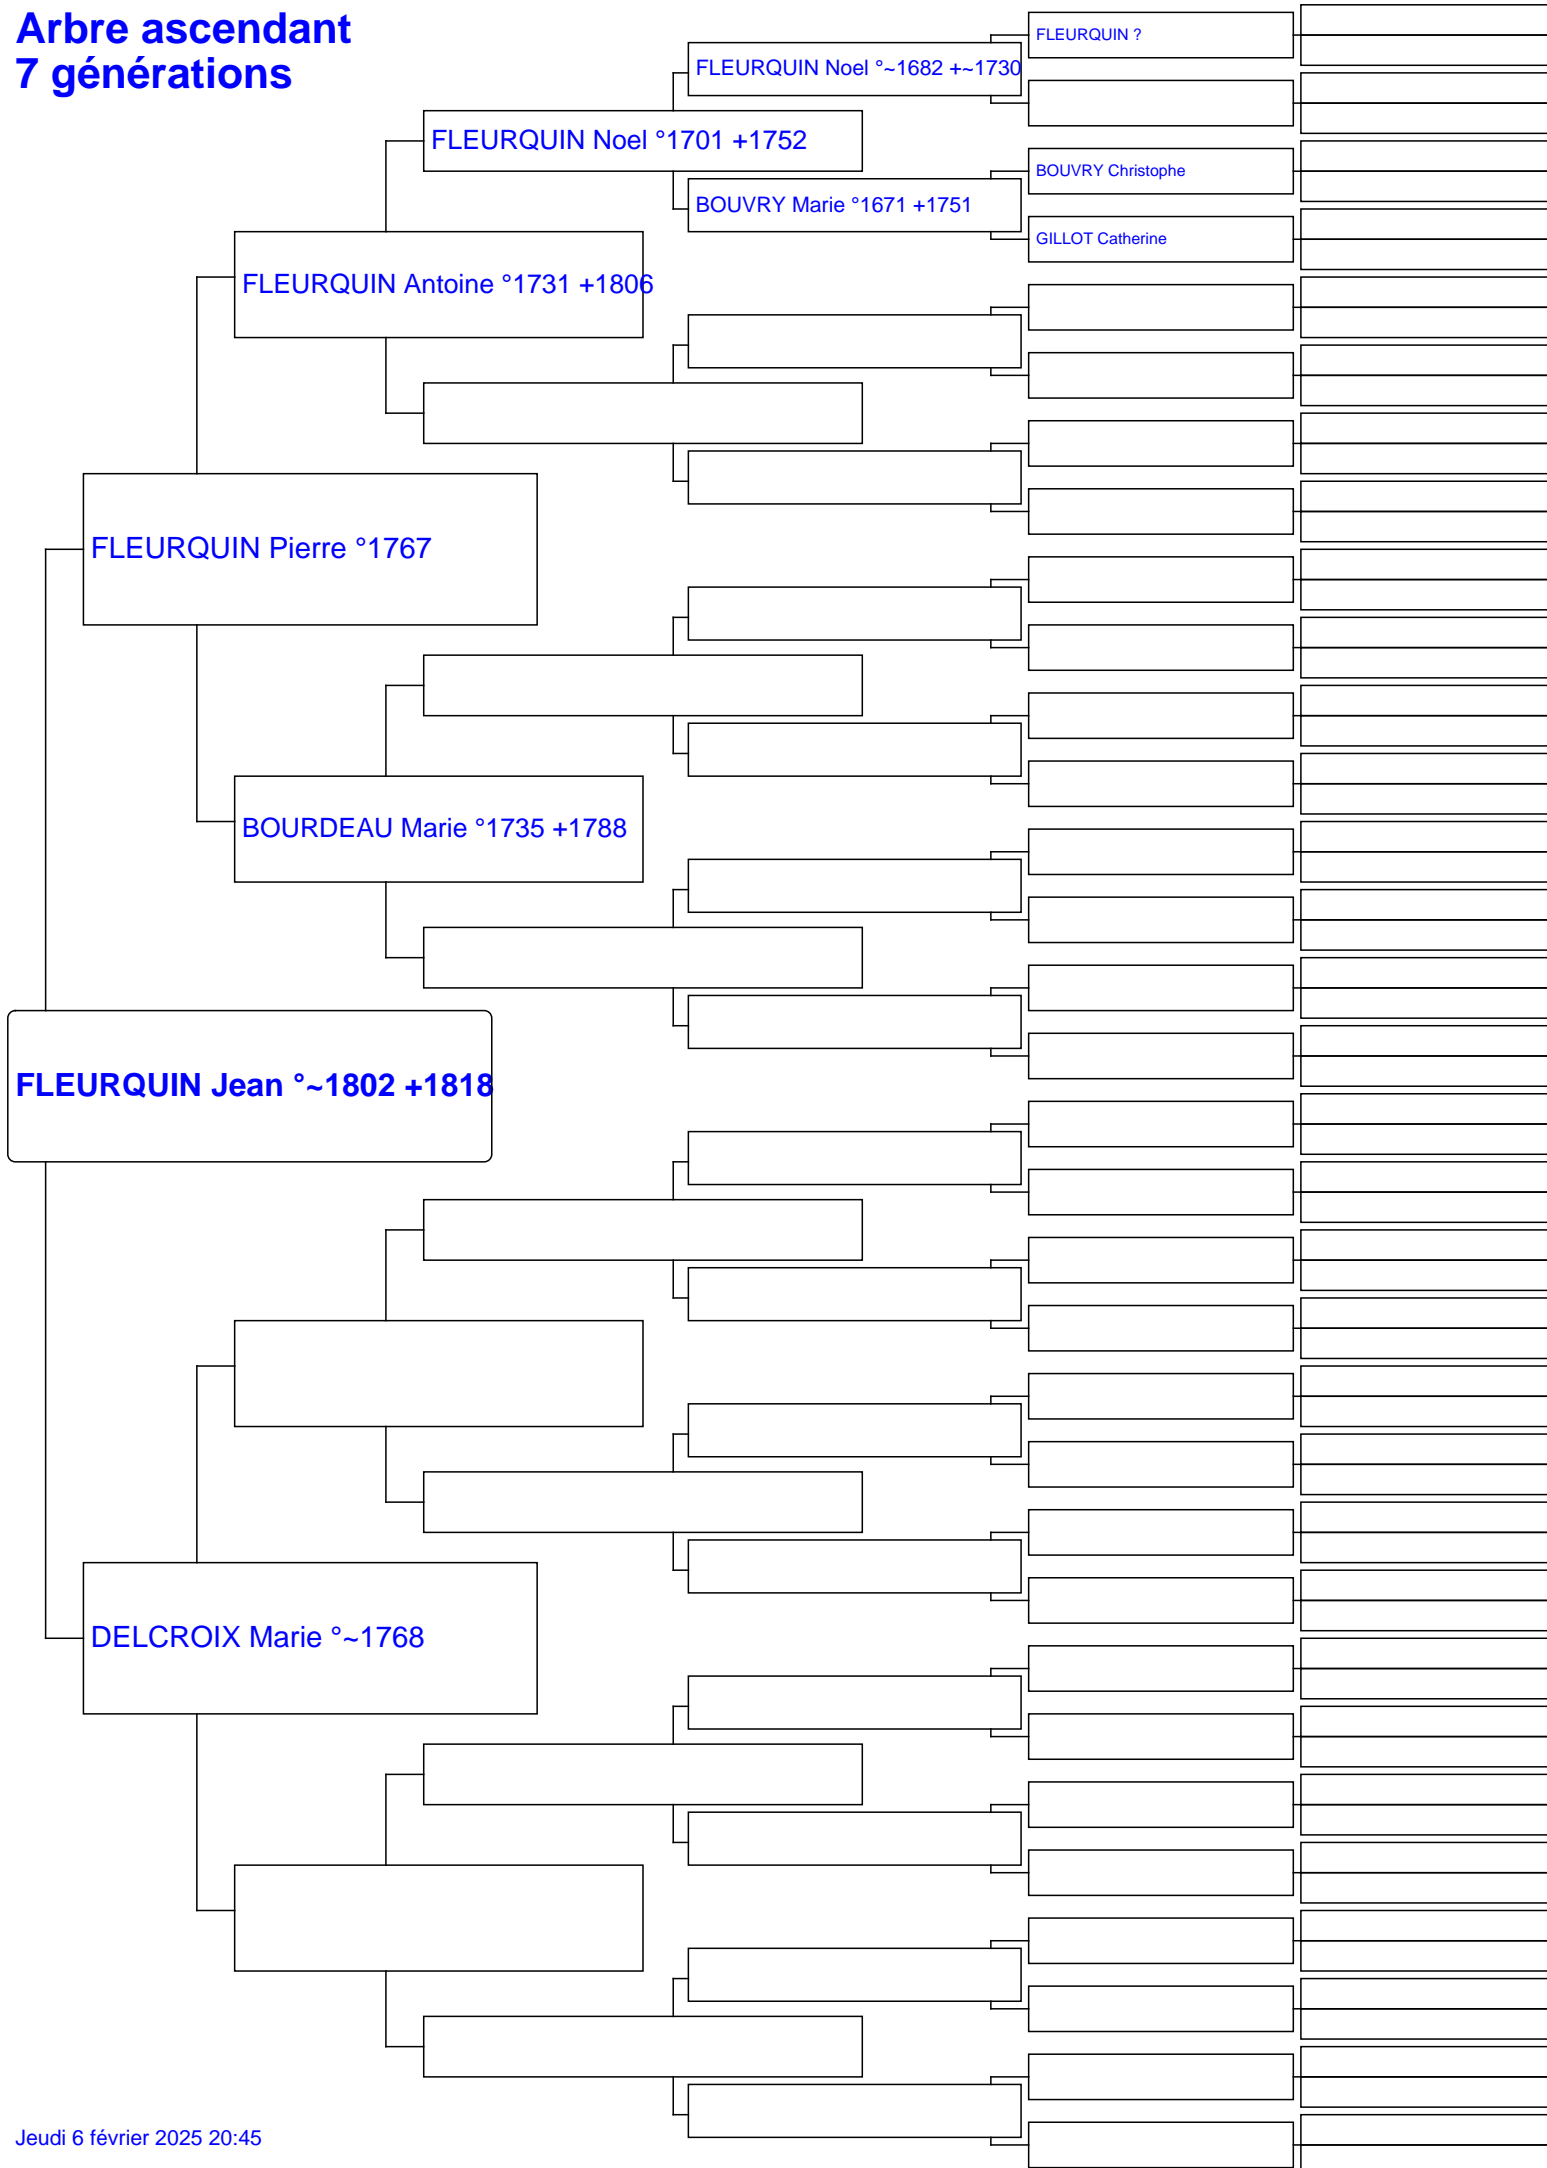 Arbre ascendant
7 générations
FLEURQUIN ?
FLEURQUIN Noel °~1682 +~1730
FLEURQUIN Noel °1701 +1752
BOUVRY Christophe
BOUVRY Marie °1671 +1751
GILLOT Catherine
FLEURQUIN Antoine °1731 +1806
FLEURQUIN Pierre °1767
BOURDEAU Marie °1735 +1788
FLEURQUIN Jean °~1802 +1818
DELCROIX Marie °~1768
Jeudi 6 février 2025 20:45